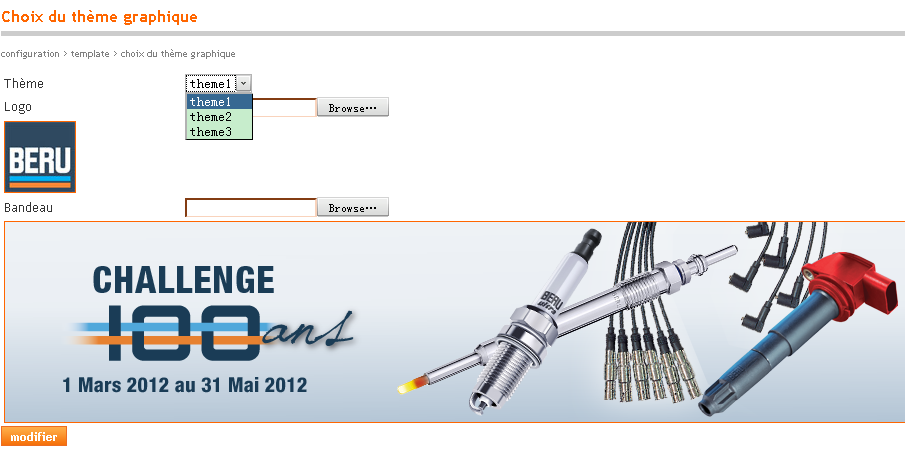 Choix du thème graphique
configuration > template > choix du thème graphique
Thème theme1
theme1
theme2
theme3
Logo Browse...
BERU
Bandeau Browse...
CHALLENGE
100 ans
1 Mars 2012 au 31 Mai 2012
BERU
ultra
modifier